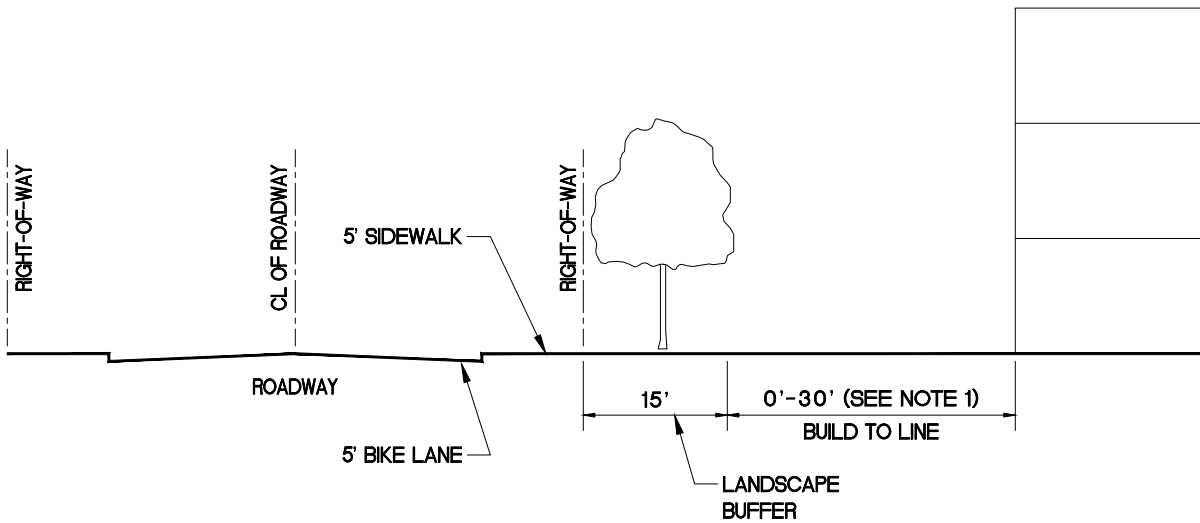 RIGHT-OF-WAY
CL OF ROADWAY
5' SIDEWALK
RIGHT-OF-WAY
ROADWAY
15'
0'-30' (SEE NOTE 1)
BUILD TO LINE
5' BIKE LANE
LANDSCAPE
BUFFER